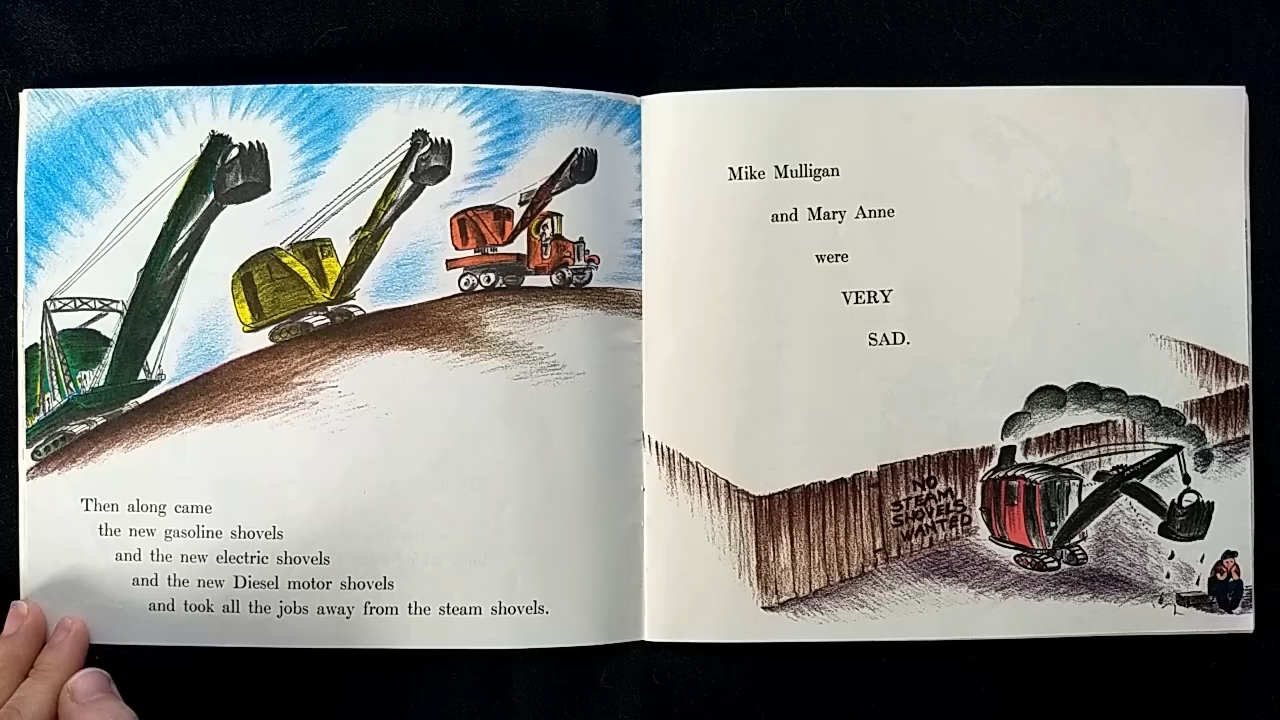 Then along came
the new gasoline shovels
and the new electric shovels
and the new Diesel motor shovels
and took all the jobs away from the steam shovels.
Mike Mulligan
and Mary Anne
were
VERY
SAD.
NO
STEAM
SHOVELS
WANTED